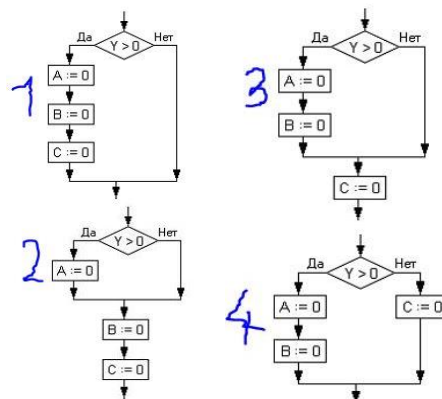 Да Y > 0 Нет
1
A := 0
B := 0
C := 0
Да Y > 0 Нет
3
A := 0
B := 0
C := 0
Да Y > 0 Нет
2
A := 0
B := 0
C := 0
Да Y > 0 Нет
4
A := 0 C := 0
B := 0